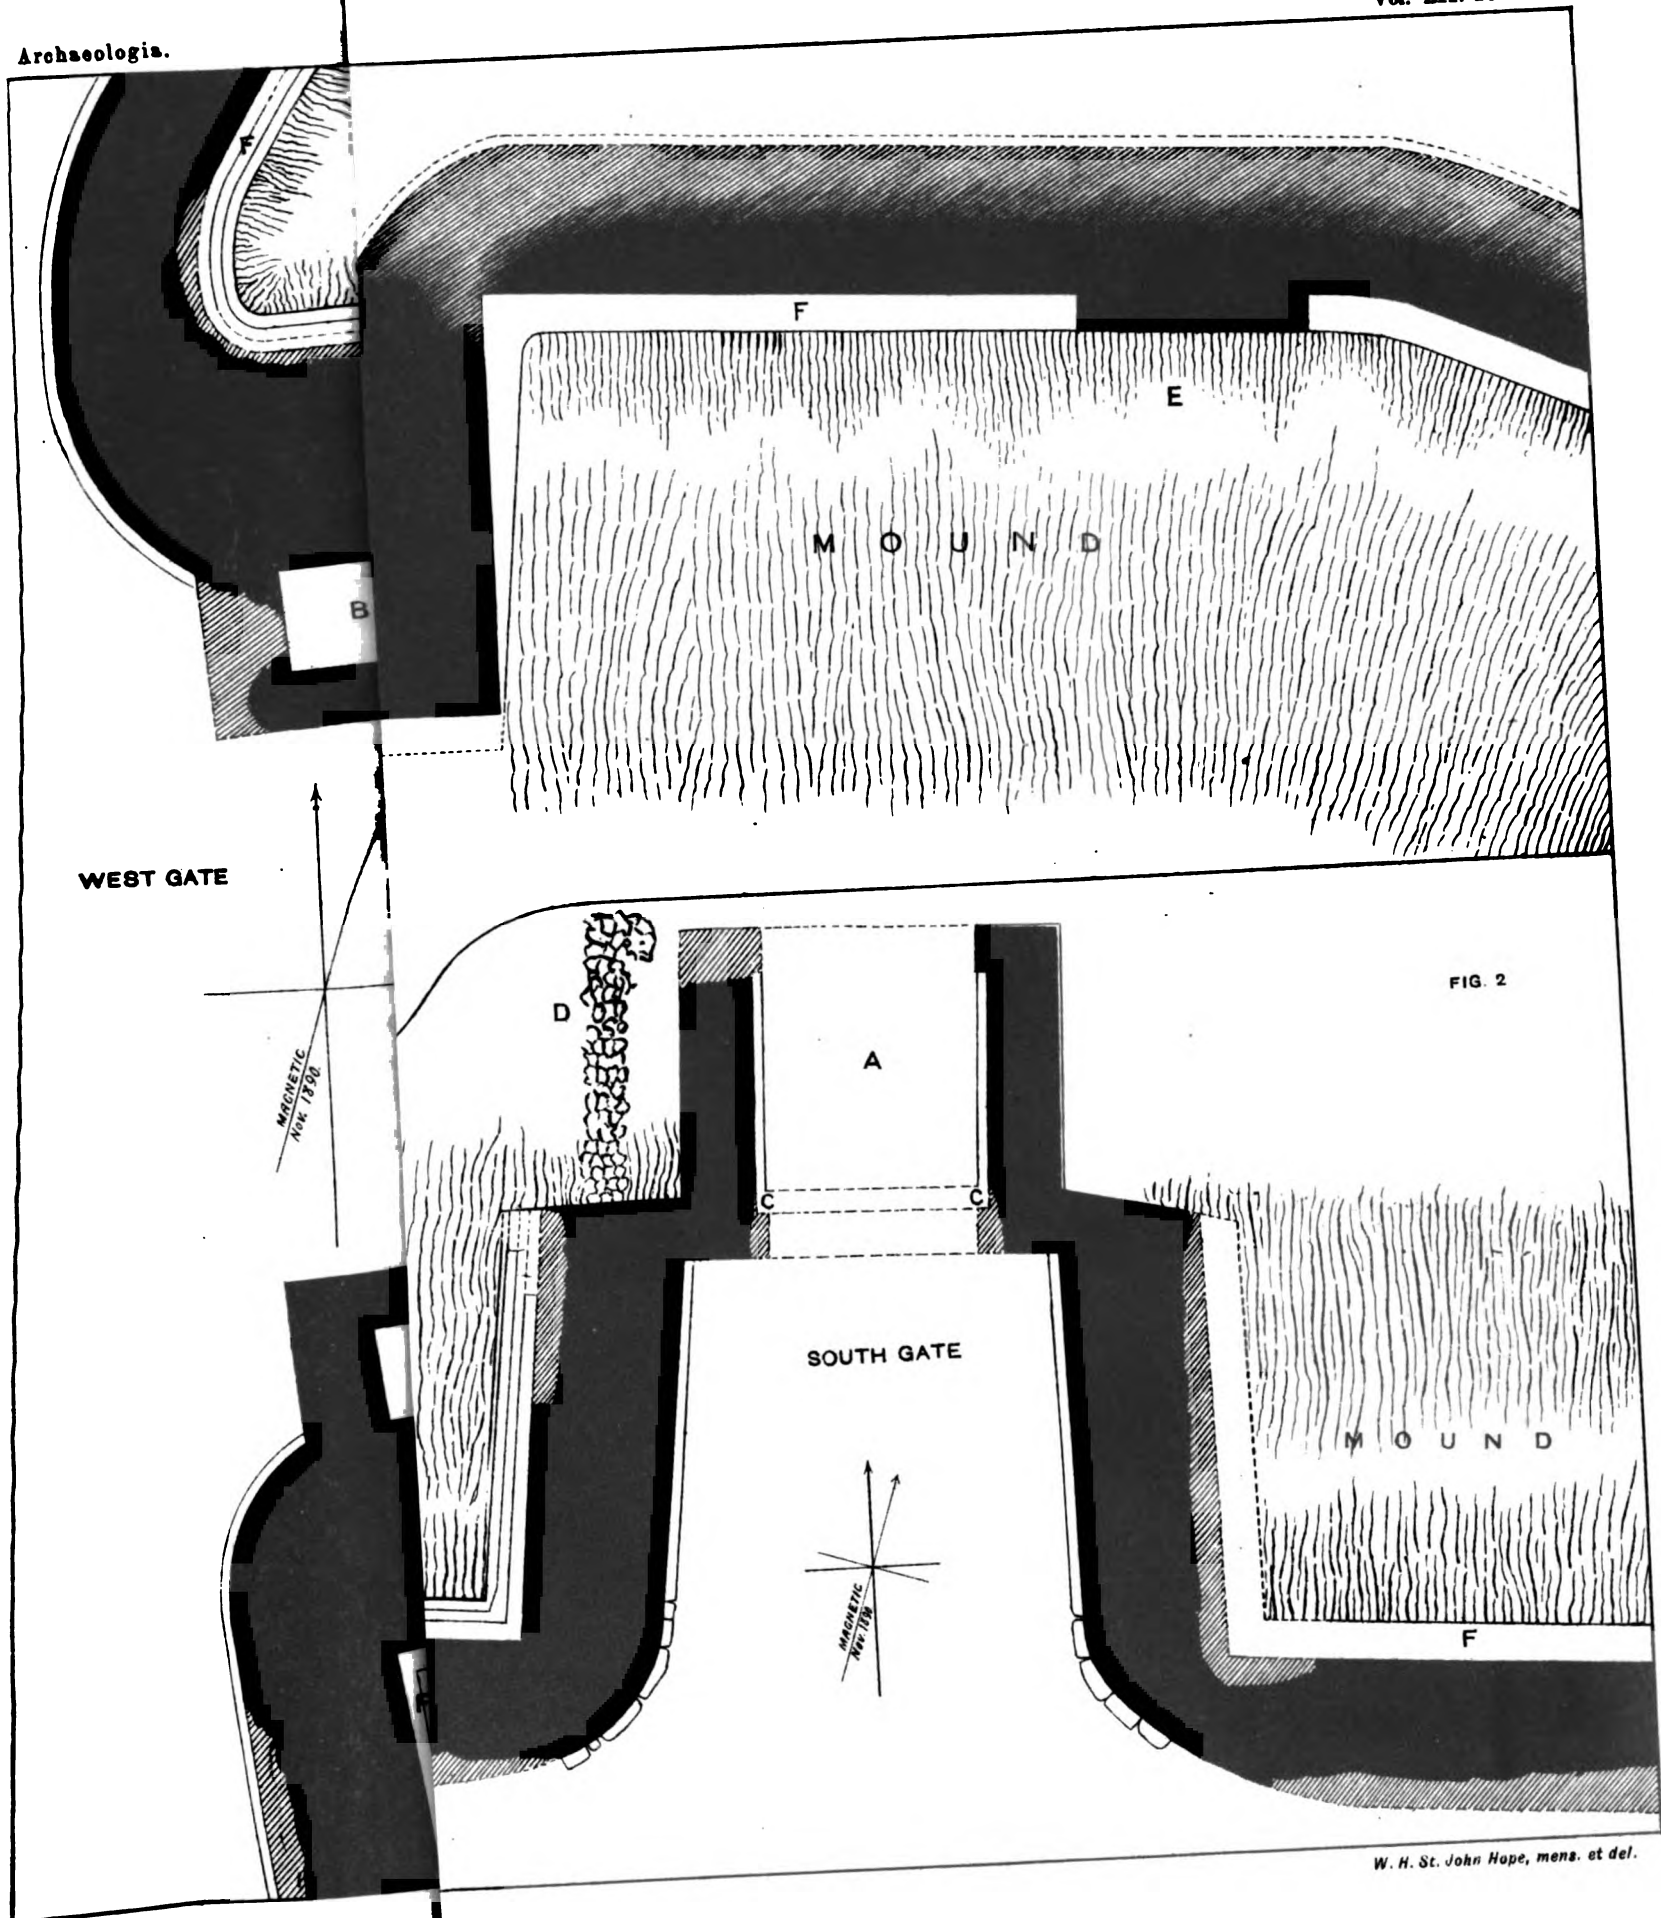 Archaeologia.
F
F
E
MOUND
B
WEST GATE
D
FIG. 2
A
MAGNETIC
Nov. 1890.
C C
SOUTH GATE
MOUND
MAGNETIC
Nov. 1890
F
F
W. H. St. John Hope, mens. et del.